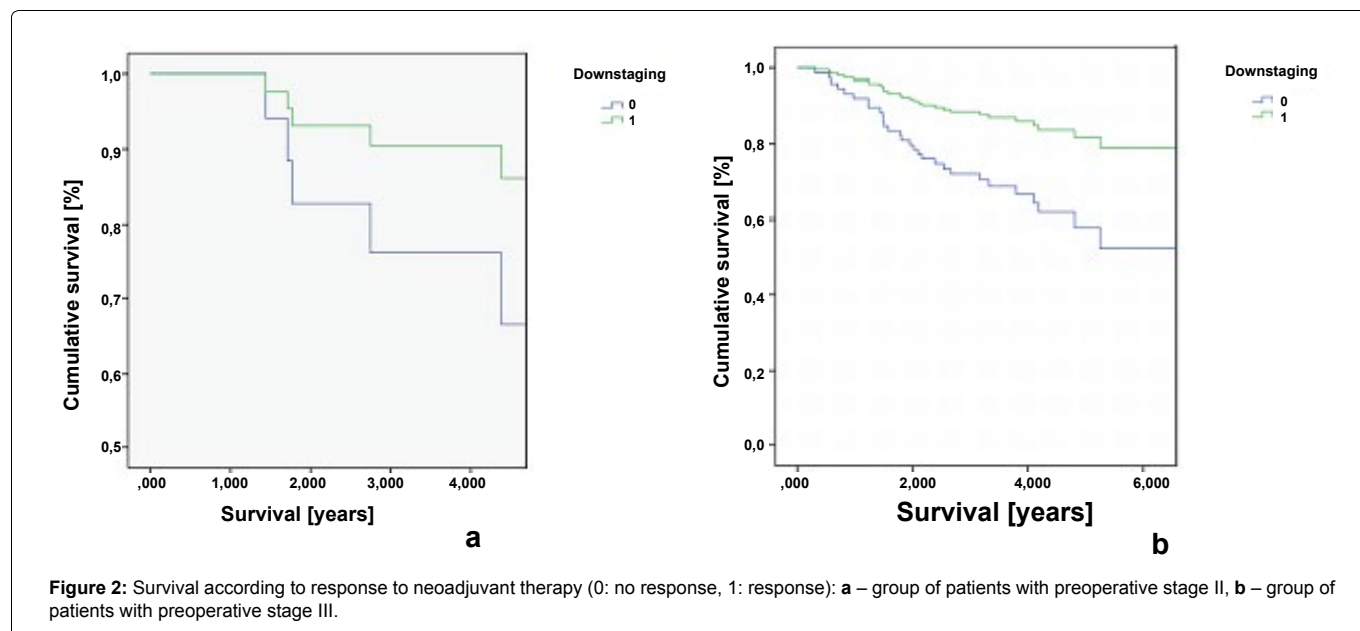 1,0
0,9
0,8
0,7
0,6
0,5
Cumulative survival [%]
,000 1,000 2,000 3,000 4,000
Survival [years]
Downstaging
0
1
a
1,0
0,8
0,6
0,4
0,2
0,0
Cumulative survival [%]
,000 2,000 4,000 6,000
Survival [years]
Downstaging
0
1
b
Figure 2: Survival according to response to neoadjuvant therapy (0: no response, 1: response): a – group of patients with preoperative stage II, b – group of
patients with preoperative stage III.